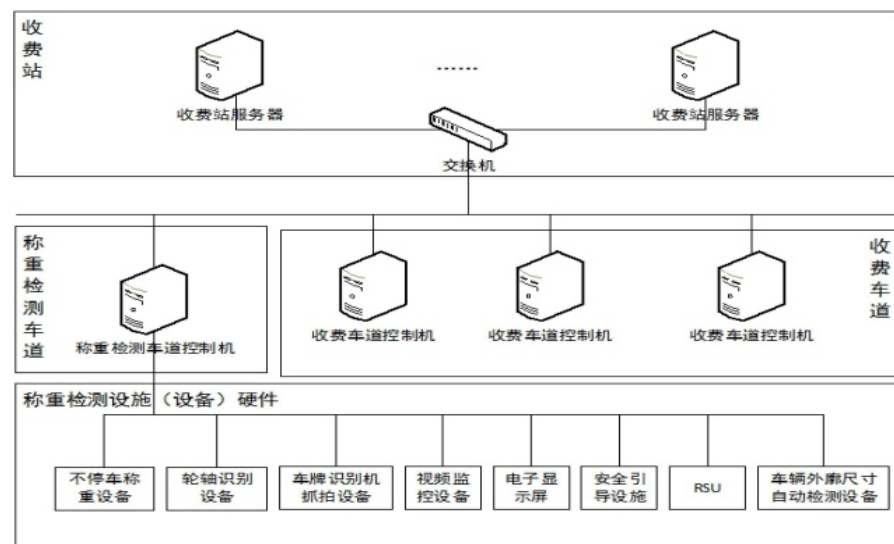 收费站
......
收费站服务器
收费站服务器
交换机
称重检测车道
收费车道
称重检测车道控制机
收费车道控制机
收费车道控制机
收费车道控制机
称重检测设施（设备）硬件
不停车称
重设备
轮轴识别
设备
车牌识别机
抓拍设备
视频监
控设备
电子显
示屏
安全引
导设施
RSU
车辆外廓尺寸
自动检测设备